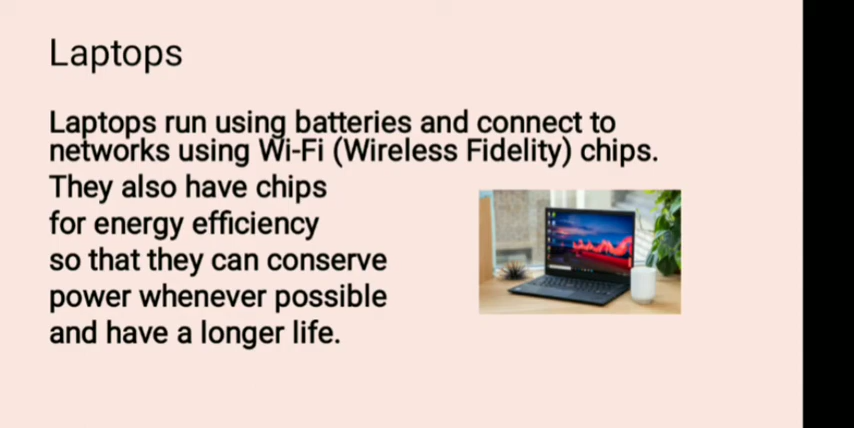 Laptops
Laptops run using batteries and connect to
networks using Wi-Fi (Wireless Fidelity) chips.
They also have chips
for energy efficiency
so that they can conserve
power whenever possible
and have a longer life.